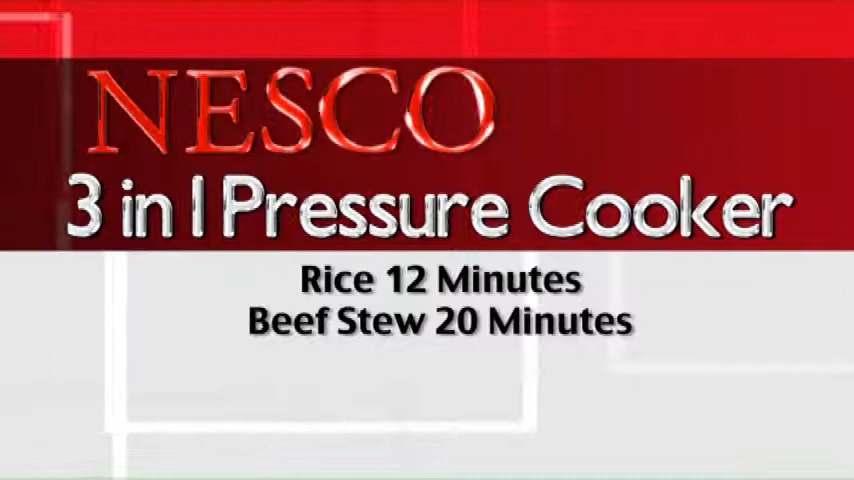 NESCO
3 in 1 Pressure Cooker
Rice 12 Minutes
Beef Stew 20 Minutes